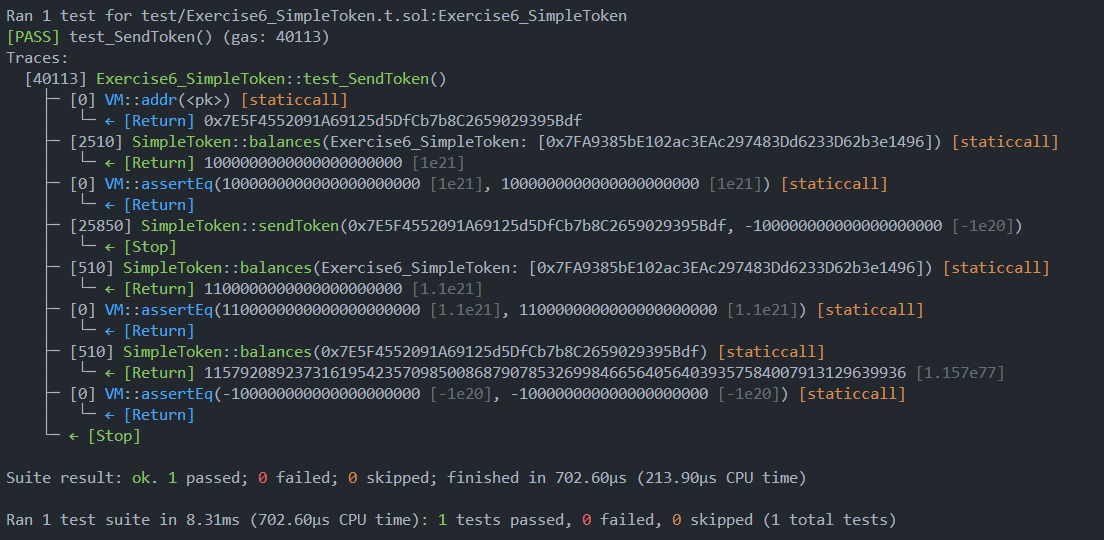 Ran 1 test for test/Exercise6_SimpleToken.t.sol:Exercise6_SimpleToken
[PASS] test_SendToken() (gas: 40113)
Traces:
  [40113] Exercise6_SimpleToken::test_SendToken()
    ├─ [0] VM::addr(<pk>) [staticcall]
    │   └─ ← [Return] 0x7E5F4552091A69125d5DfCb7b8C2659029395Bdf
    ├─ [2510] SimpleToken::balances(Exercise6_SimpleToken: [0x7FA9385bE102ac3EAc297483Dd6233D62b3e1496]) [staticcall]
    │   └─ ← [Return] 1000000000000000000000 [1e21]
    ├─ [0] VM::assertEq(1000000000000000000000 [1e21], 1000000000000000000000 [1e21]) [staticcall]
    │   └─ ← [Return]
    ├─ [25850] SimpleToken::sendToken(0x7E5F4552091A69125d5DfCb7b8C2659029395Bdf, -100000000000000000000 [-1e20])
    │   └─ ← [Stop]
    ├─ [510] SimpleToken::balances(Exercise6_SimpleToken: [0x7FA9385bE102ac3EAc297483Dd6233D62b3e1496]) [staticcall]
    │   └─ ← [Return] 1100000000000000000000 [1.1e21]
    ├─ [0] VM::assertEq(1100000000000000000000 [1.1e21], 1100000000000000000000 [1.1e21]) [staticcall]
    │   └─ ← [Return]
    ├─ [510] SimpleToken::balances(0x7E5F4552091A69125d5DfCb7b8C2659029395Bdf) [staticcall]
    │   └─ ← [Return] 115792089237316195423570985008687907853269984665640564039357584007913129639936 [1.157e77]
    ├─ [0] VM::assertEq(-100000000000000000000 [-1e20], -100000000000000000000 [-1e20]) [staticcall]
    │   └─ ← [Return]
    └─ ← [Stop]
Suite result: ok. 1 passed; 0 failed; 0 skipped; finished in 702.60µs (213.90µs CPU time)
Ran 1 test suite in 8.31ms (702.60µs CPU time): 1 tests passed, 0 failed, 0 skipped (1 total tests)